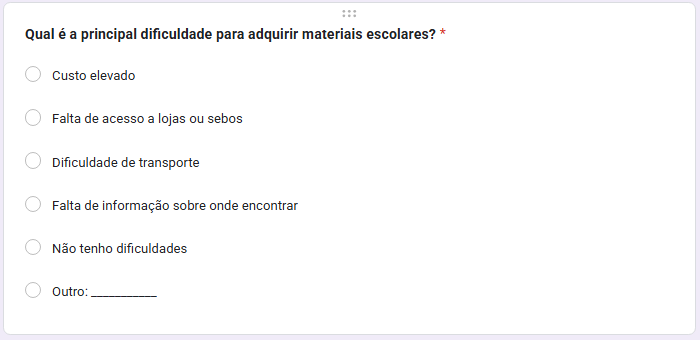 Qual é a principal dificuldade para adquirir materiais escolares? *
Custo elevado
Falta de acesso a lojas ou sebos
Dificuldade de transporte
Falta de informação sobre onde encontrar
Não tenho dificuldades
Outro: ___________